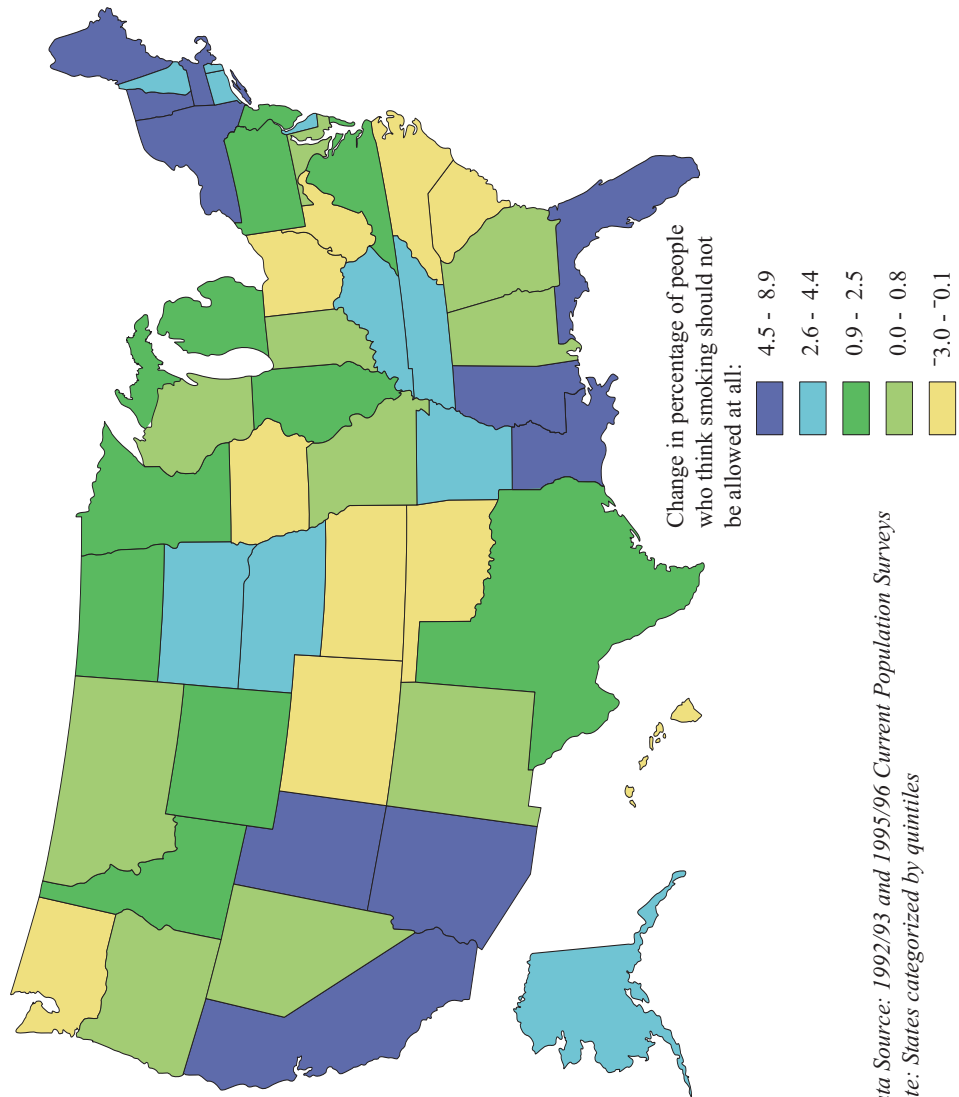 Change in percentage of people
who think smoking should not
be allowed at all:
4.5 - 8.9
2.6 - 4.4
0.9 - 2.5
0.0 - 0.8
⁻3.0 - ⁻0.1
Source: 1992/93 and 1995/96 Current Population Surveys
States categorized by quintiles